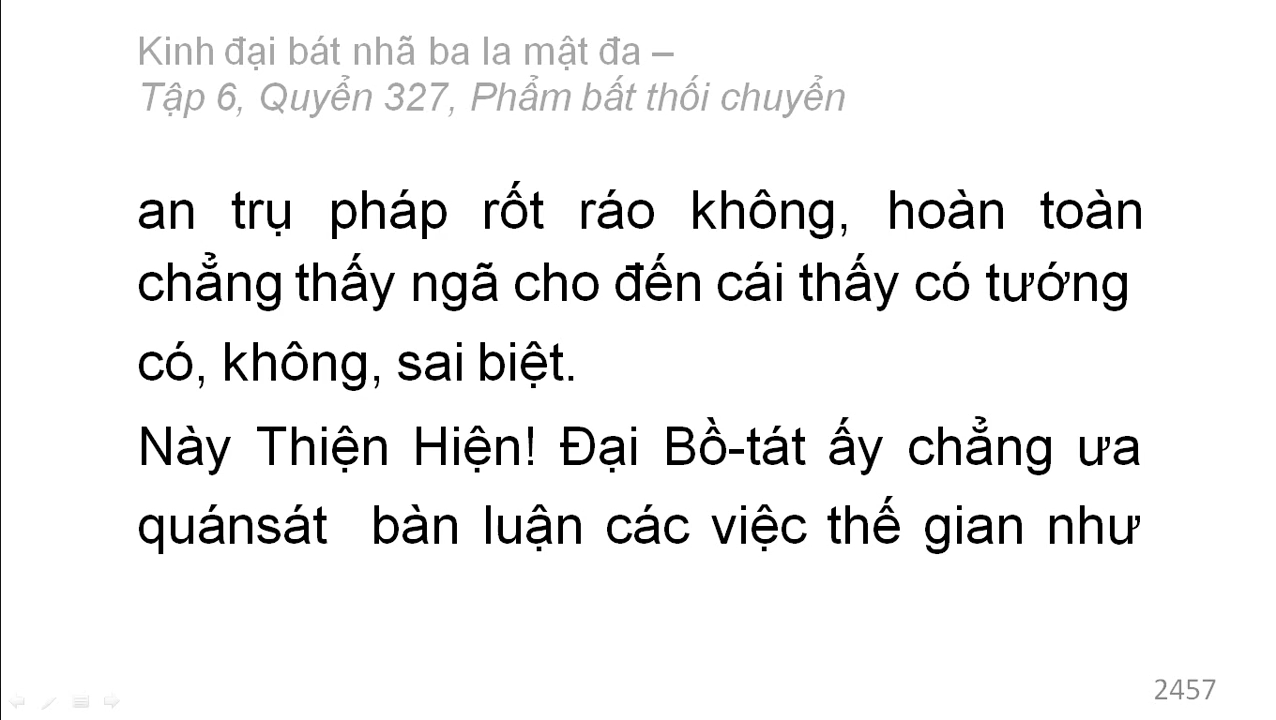 Kinh đại bát nhã ba la mật đa –
Tập 6, Quyển 327, Phẩm bất thối chuyển
an trụ pháp rốt ráo không, hoàn toàn
chẳng thấy ngã cho đến cái thấy có tướng
có, không, sai biệt.
Này Thiện Hiện! Đại Bồ-tát ấy chẳng ưa
quánsát bàn luận các việc thế gian như
2457